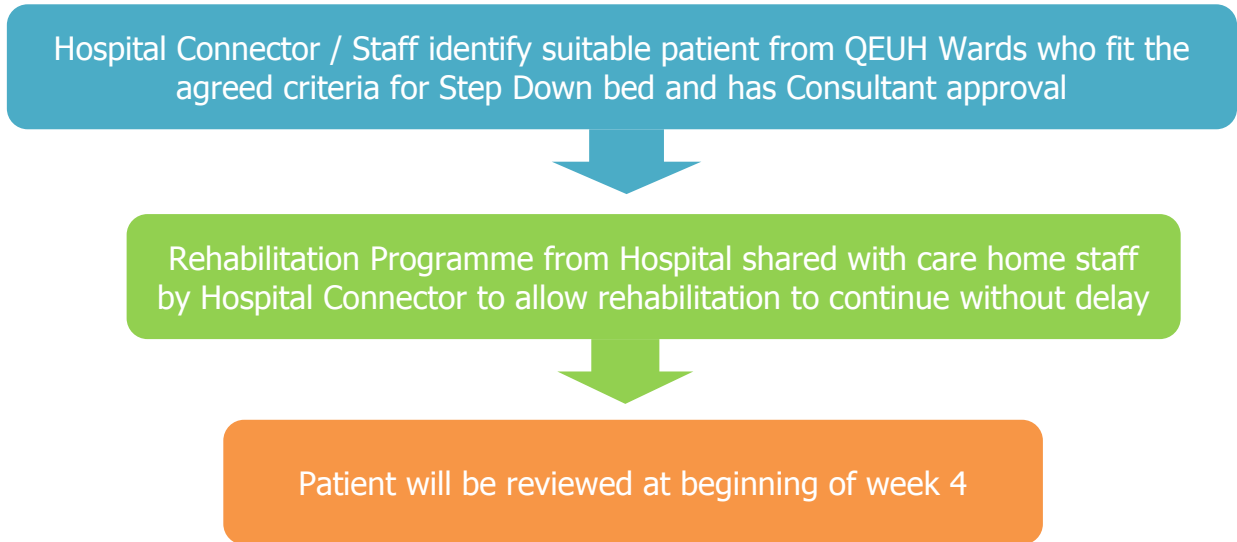 Hospital Connector / Staff identify suitable patient from QEUH Wards who fit the
agreed criteria for Step Down bed and has Consultant approval
Rehabilitation Programme from Hospital shared with care home staff
by Hospital Connector to allow rehabilitation to continue without delay
Patient will be reviewed at beginning of week 4